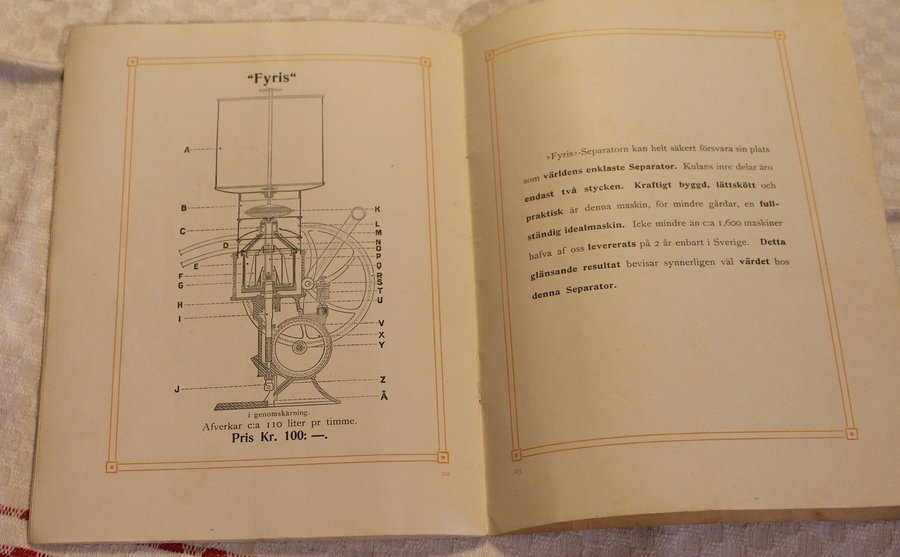 "Fyris"
A
B
C
D
E
F
G
H
I
J
K
L
M
N
O
P
Q
R
S
T
U
V
X
Y
Z
Å
i genomskärning.
Afverkar c:a 110 liter pr timme.
Pris Kr. 100: —.
22
»Fyris»-Separatorn kan helt säkert försvara sin plats
som världens enklaste Separator. Kulans inre delar äro
endast två stycken. Kraftigt byggd, lättskött och
praktisk är denna maskin, för mindre gårdar, en full-
ständig idealmaskin. Icke mindre än c:a 1,600 maskiner
hafva af oss levererats på 2 år enbart i Sverige. Detta
glänsande resultat bevisar synnerligen väl värdet hos
denna Separator.
23